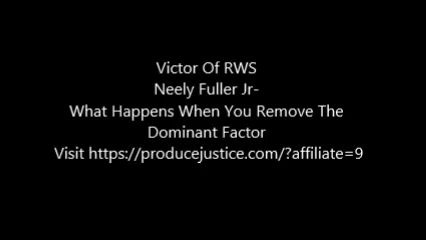 Victor Of RWS
Neely Fuller Jr-
What Happens When You Remove The
Dominant Factor
Visit https://producejustice.com/?affiliate=9